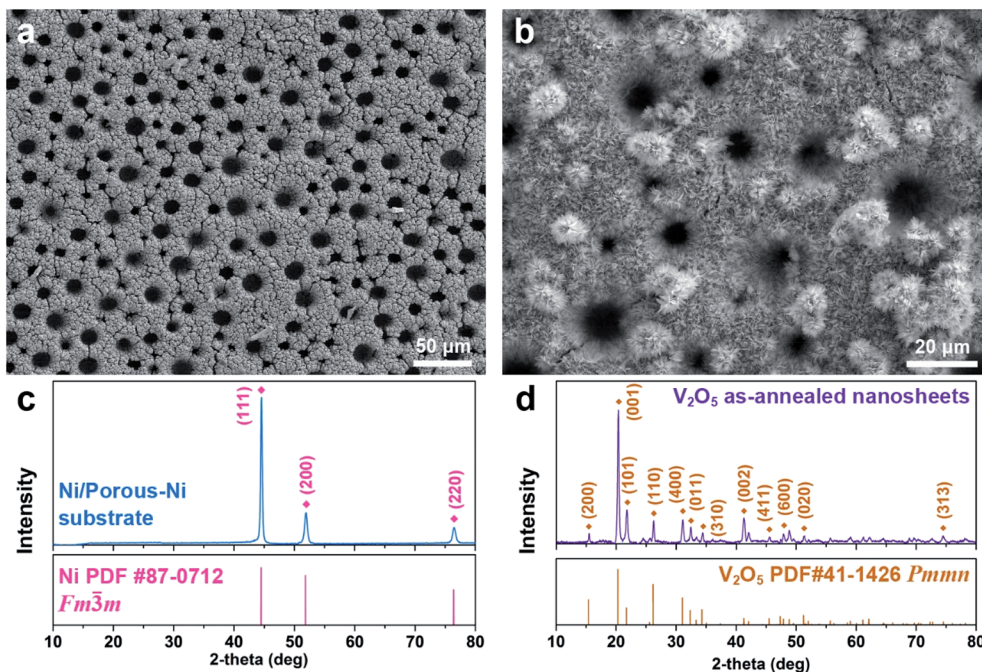 a
50 μm
b
20 μm
c
(111)
(200)
(220)
Ni/Porous-Ni
substrate
Intensity
Ni PDF #87-0712
Fm3̅m
10 20 30 40 50 60 70 80
2-theta (deg)
d
V₂O₅ as-annealed nanosheets
(200)
(001)
(101)
(110)
(400)
(011)
(310)
(002)
(411)
(600)
(020)
(313)
Intensity
V₂O₅ PDF#41-1426 Pmmn
10 20 30 40 50 60 70 80
2-theta (deg)